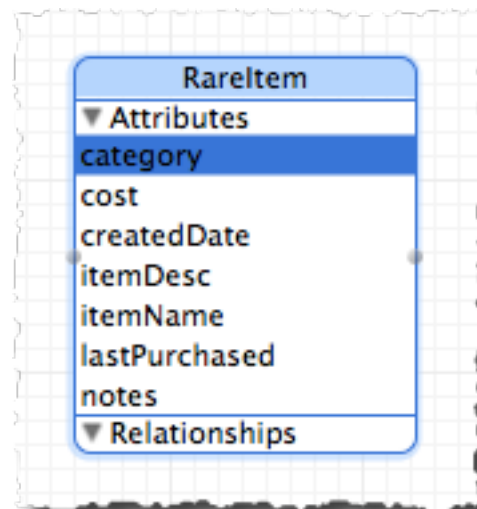 RareItem
Attributes
category
cost
createdDate
itemDesc
itemName
lastPurchased
notes
Relationships